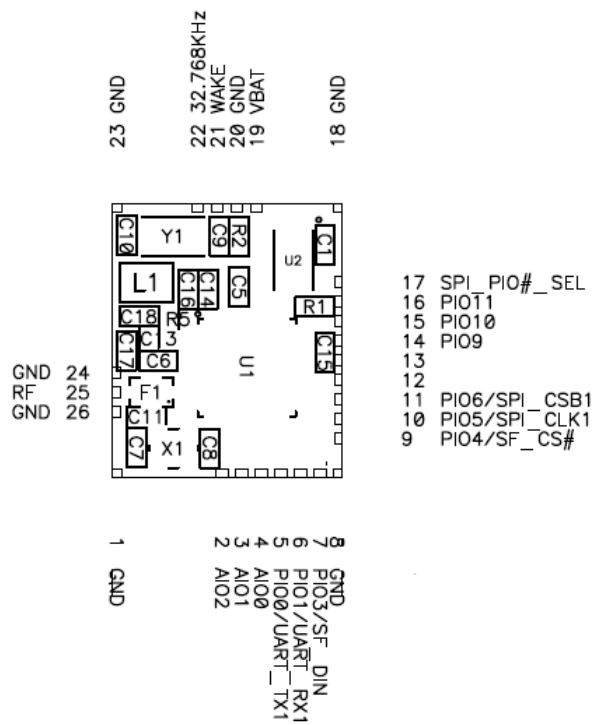 23 GND
22 32.768KHz
21 WAKE
20 GND
19 VBAT
18 GND
C10
Y1
C9
R2
U2
C1
L1
C16
C14
C5
R1
C18
R5
C17
C13
C6
U1
C15
F1
C11
C7
X1
C8
GND 24
RF 25
GND 26
17 SPI_PIO#_SEL
16 PIO11
15 PIO10
14 PIO9
13
12
11 PIO6/SPI_CSB1
10 PIO5/SPI_CLK1
9 PIO4/SF_CS#
1 GND
2 AIO2
3 AIO1
4 AIO0
5 PIO0/UART_TX1
6 PIO1/UART_RX1
7 PIO3/SF_DIN
8 GND